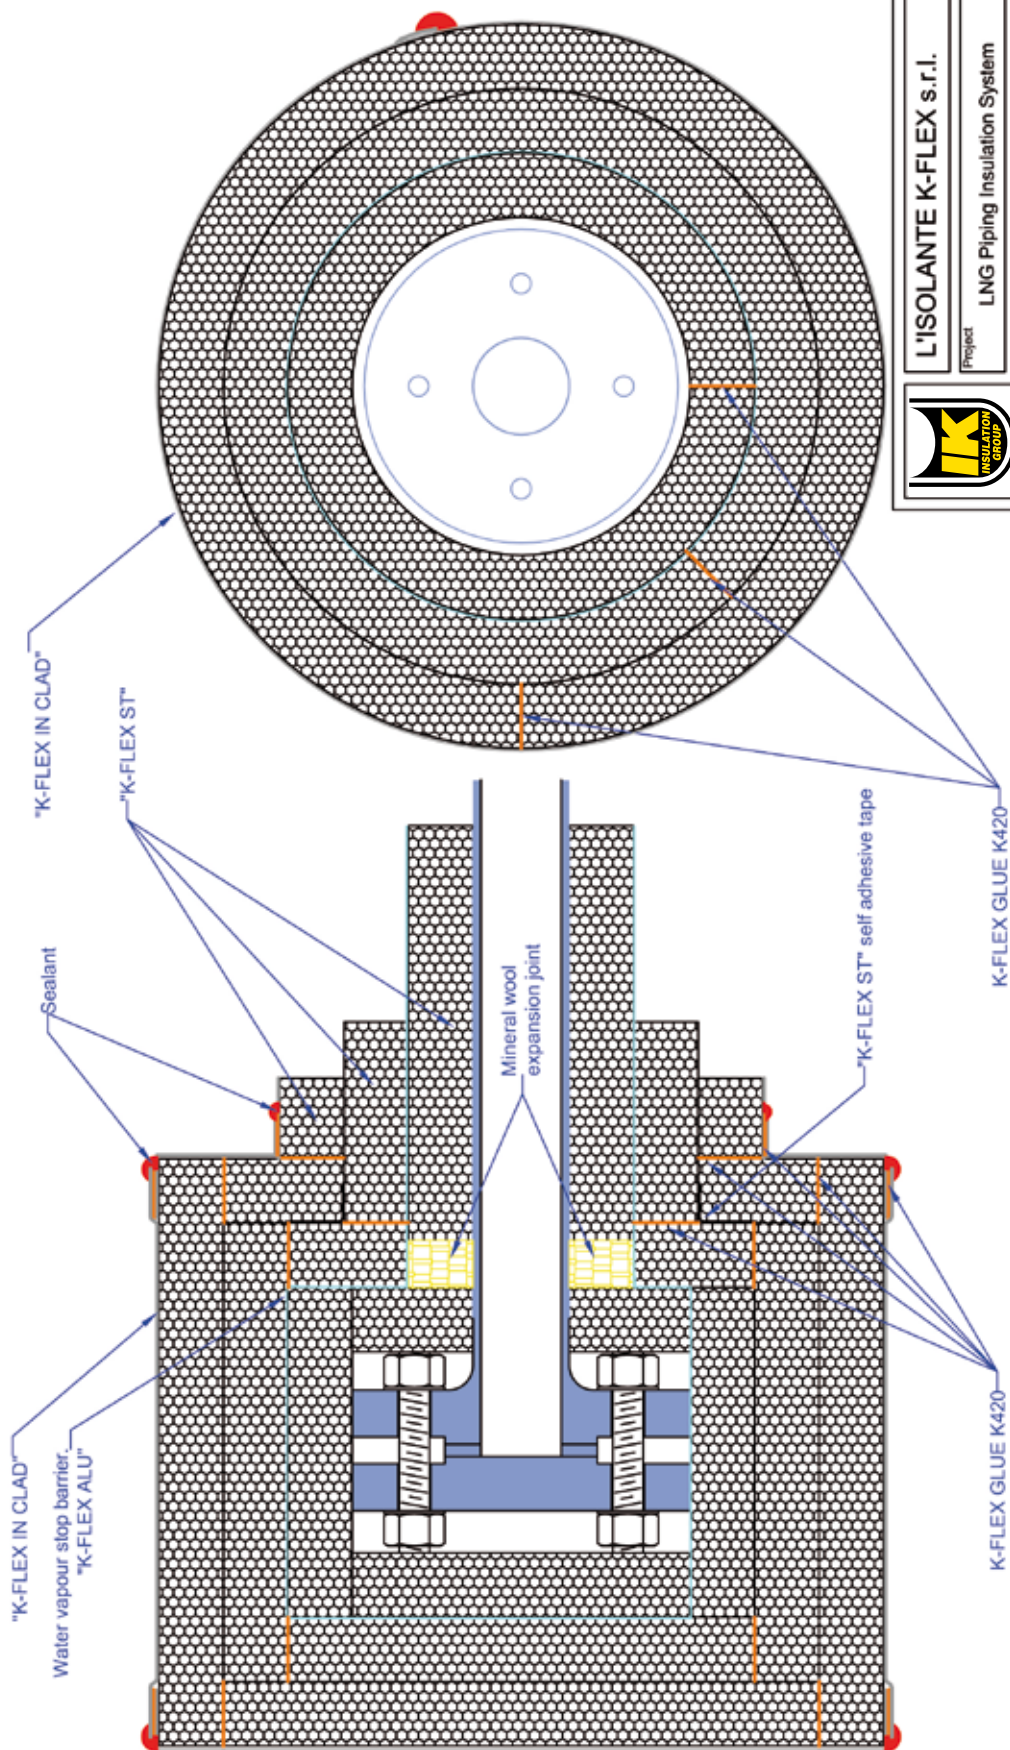 "K-FLEX IN CLAD"
Water vapour stop barrier
"K-FLEX ALU"
Sealant
"K-FLEX ST"
"K-FLEX IN CLAD"
Mineral wool
expansion joint
"K-FLEX ST" self adhesive tape
K-FLEX GLUE K420
K-FLEX GLUE K420
L'ISOLANTE K-FLEX s.r.l.
Project
LNG Piping Insulation System
IK
INSULATION
GROUP